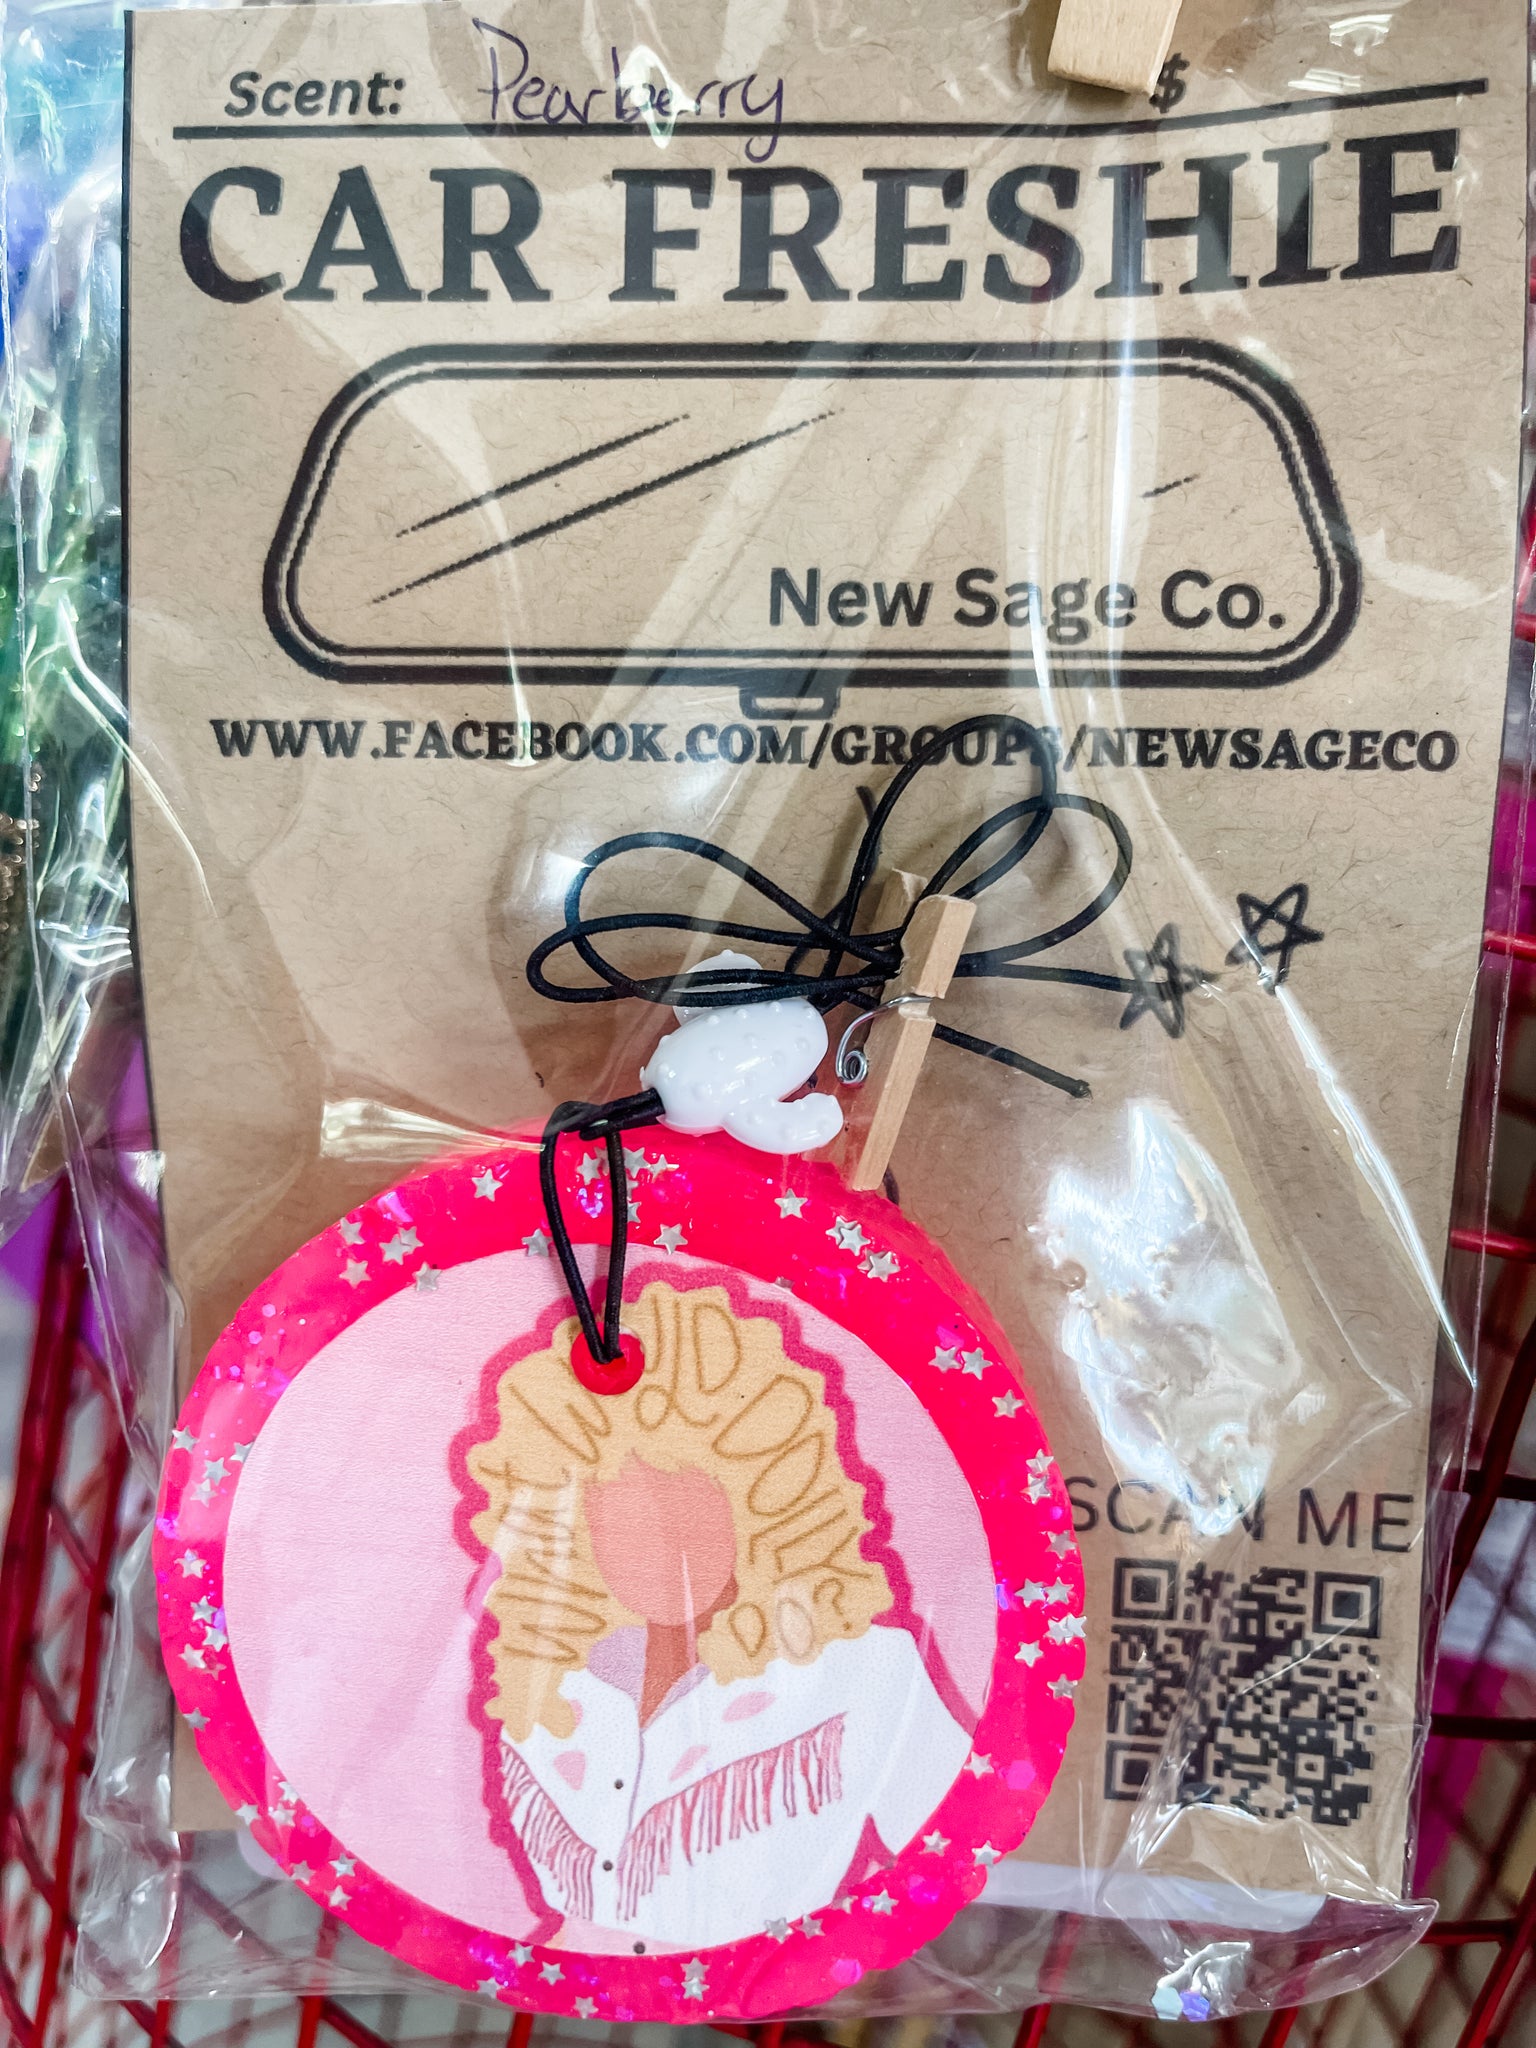 Scent: Pearberry $
CAR FRESHIE
New Sage Co.
WWW.FACEBOOK.COM/GROUPS/NEWSAGECO
What WOULD DOLLY
DO?
SCAN ME